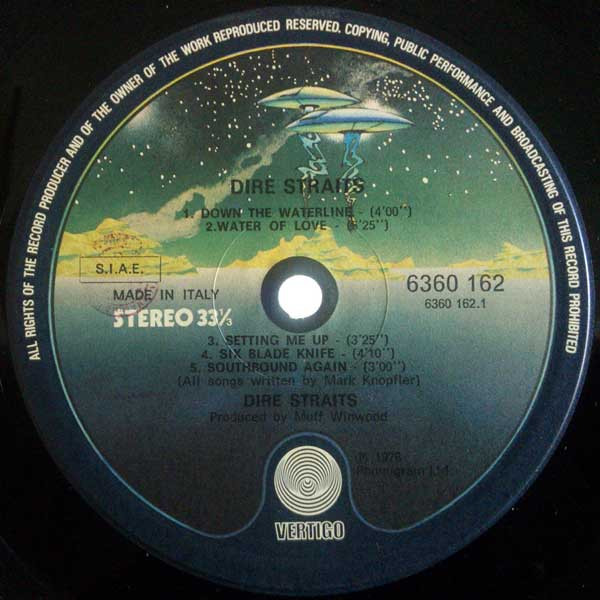 ALL RIGHTS OF THE RECORD PRODUCER AND OF THE OWNER OF THE WORK REPRODUCED RESERVED. COPYING, PUBLIC PERFORMANCE AND BROADCASTING OF THIS RECORD PROHIBITED
DIRE STRAITS
1. DOWN THE WATERLINE - (4'00'')
2.WATER OF LOVE - (5'25'')
S.I.A.E.
MADE IN ITALY
STEREO 33⅓
6360 162
6360 162.1
3. SETTING ME UP - (3'25'')
4. SIX BLADE KNIFE - (4'10'')
5. SOUTHBOUND AGAIN - (3'00'')
(All songs written by Mark Knopfler)
DIRE STRAITS
Produced by Muff Winwood
℗ 1978
Phonogram Ltd.
VERTIGO